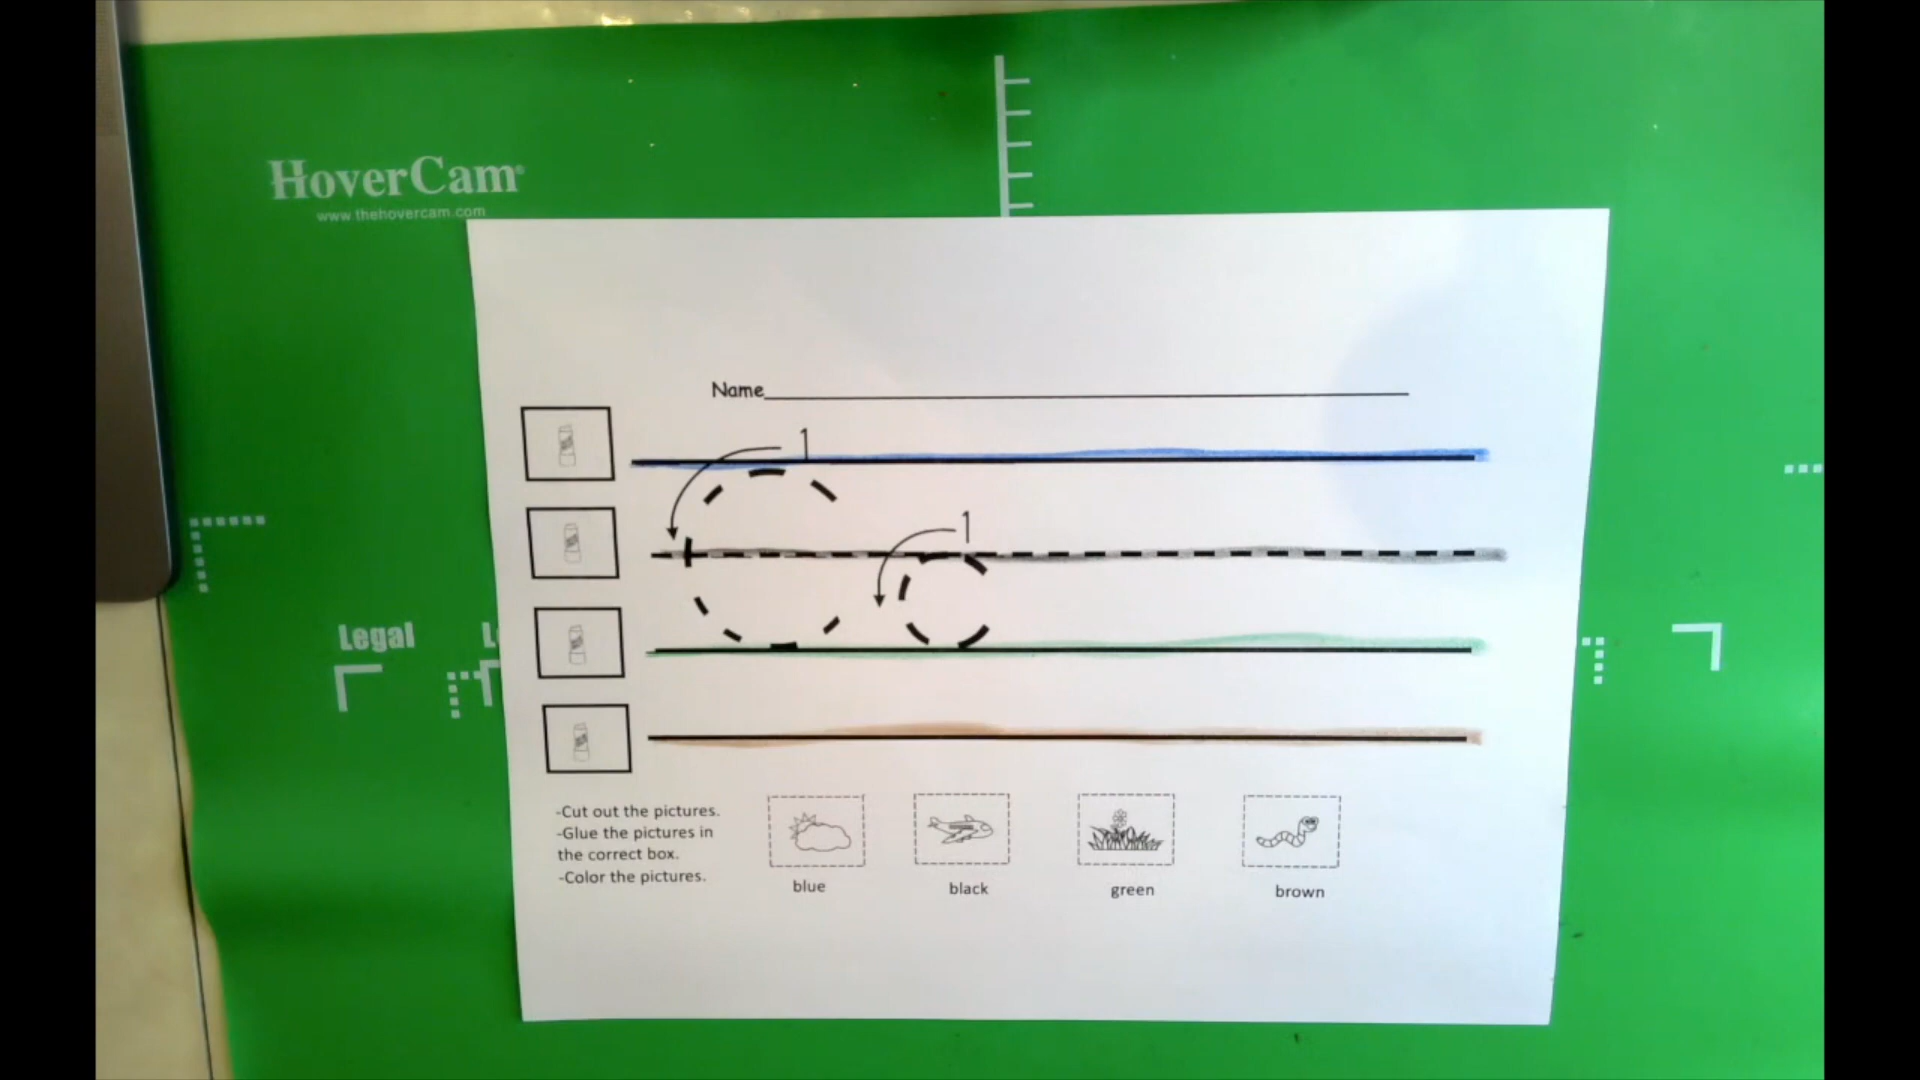 HoverCam
www.thehovercam.com
Name
1
1
Legal
-Cut out the pictures.
-Glue the pictures in
the correct box.
-Color the pictures.
blue
black
green
brown